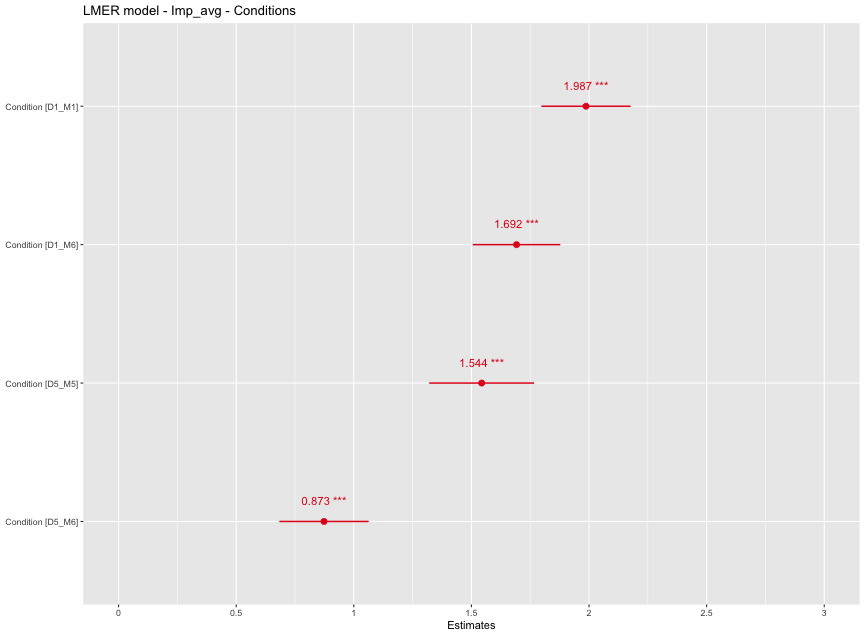 LMER model - Imp_avg - Conditions
1.987 ***
Condition [D1_M1]
1.692 ***
Condition [D1_M6]
1.544 ***
Condition [D5_M5]
0.873 ***
Condition [D5_M6]
0 0.5 1 1.5 2 2.5 3
Estimates